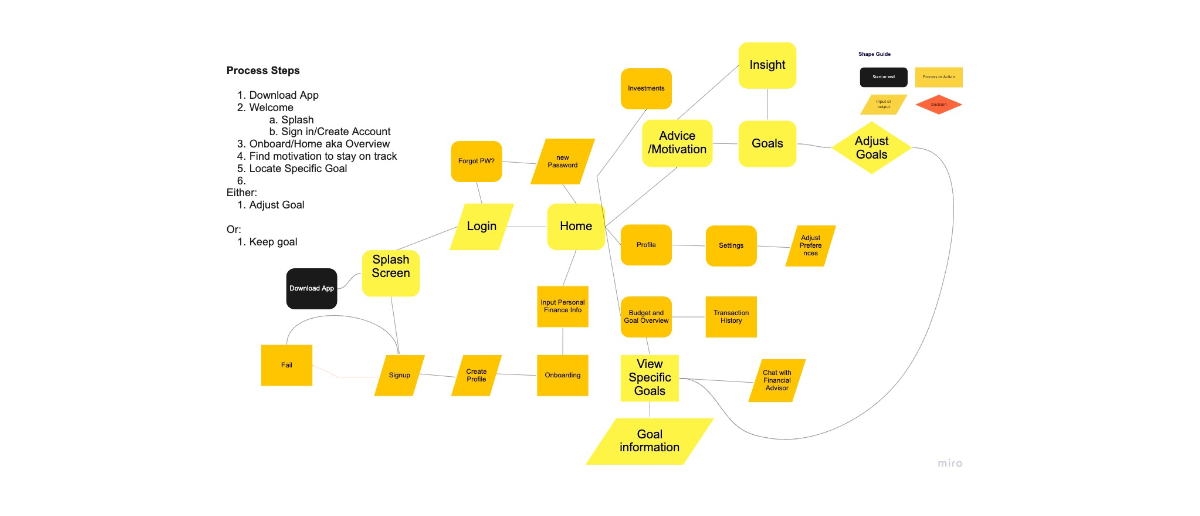 Process Steps
1. Download App
2. Welcome
a. Splash
b. Sign in/Create Account
3. Onboard/Home aka Overview
4. Find motivation to stay on track
5. Locate Specific Goal
6.
Either:
1. Adjust Goal
Or:
1. Keep goal
Shape Guide
Start or end
Process or Action
Input or
output
Decision
Insight
Investments
Advice
/Motivation
Goals
Adjust
Goals
Forgot PW?
new
Password
Login
Home
Profile
Settings
Adjust
Prefere
nces
Splash
Screen
Download App
Input Personal
Finance Info
Budget and
Goal Overview
Transaction
History
Fail
Signup
Create
Profile
Onboarding
View
Specific
Goals
Chat with
Financial
Advisor
Goal
information
miro